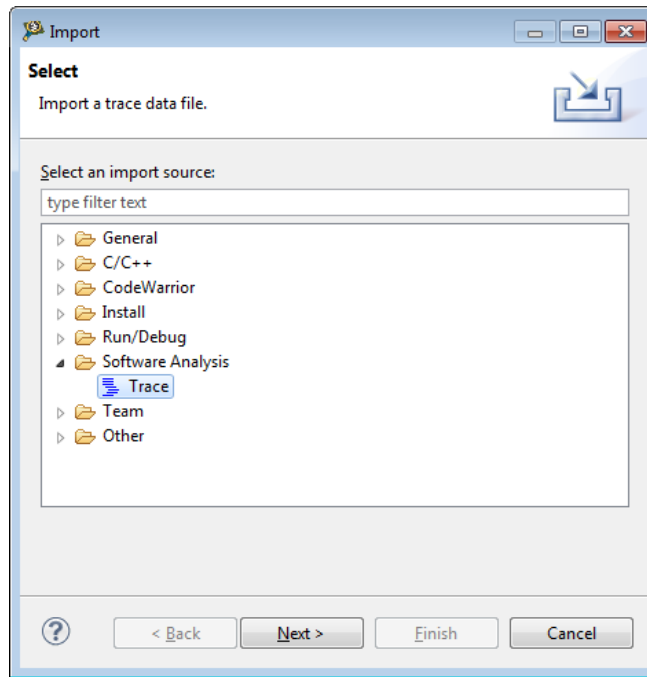 Import
Select
Import a trace data file.
Select an import source:
type filter text
General
C/C++
CodeWarrior
Install
Run/Debug
Software Analysis
Trace
Team
Other
?
< Back
Next >
Finish
Cancel